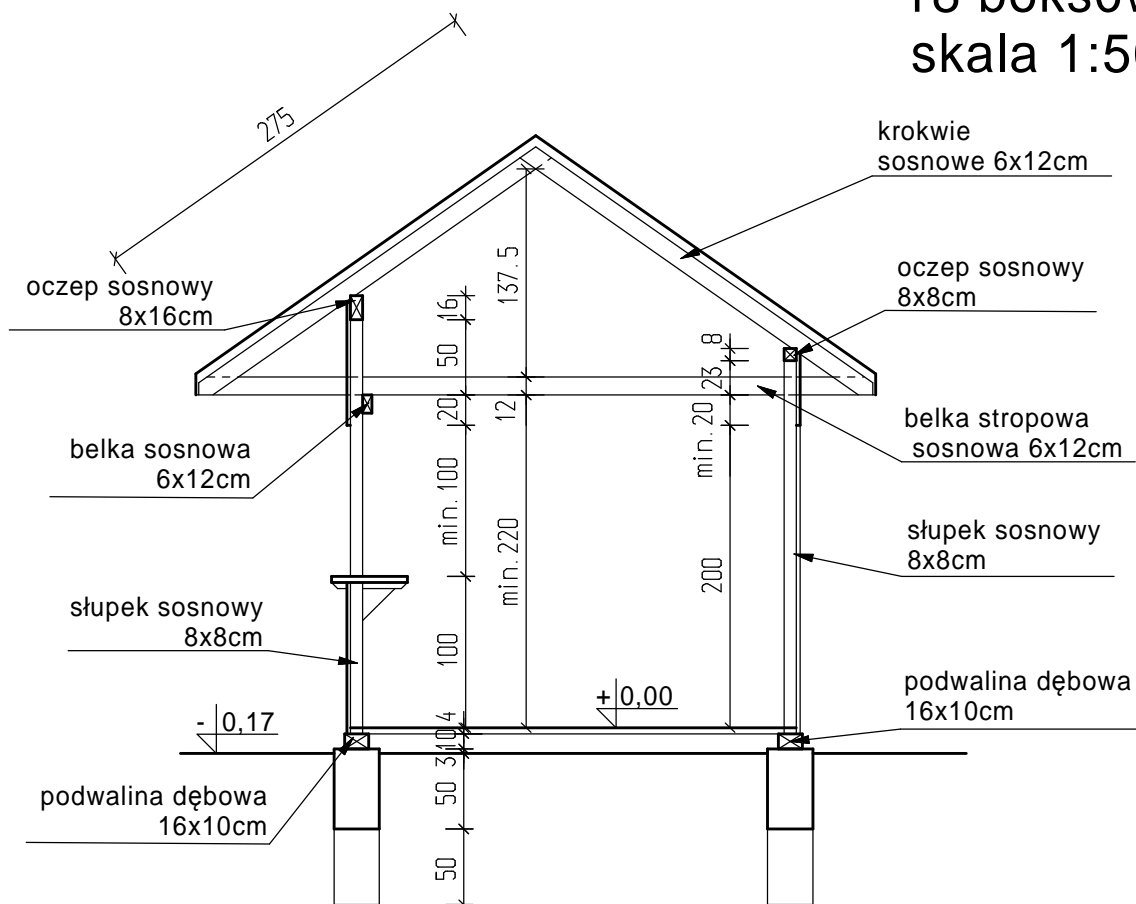 skala 1:50
275
krokwie
sosnowe 6x12cm
oczep sosnowy
8x16cm
oczep sosnowy
8x8cm
137.5
16
50
20
12
8
23
min.20
belka sosnowa
6x12cm
belka stropowa
sosnowa 6x12cm
min.100
min.220
200
słupek sosnowy
8x8cm
słupek sosnowy
8x8cm
100
+ 0,00
- 0,17
4
10
3
podwalina dębowa
16x10cm
podwalina dębowa
16x10cm
50
50